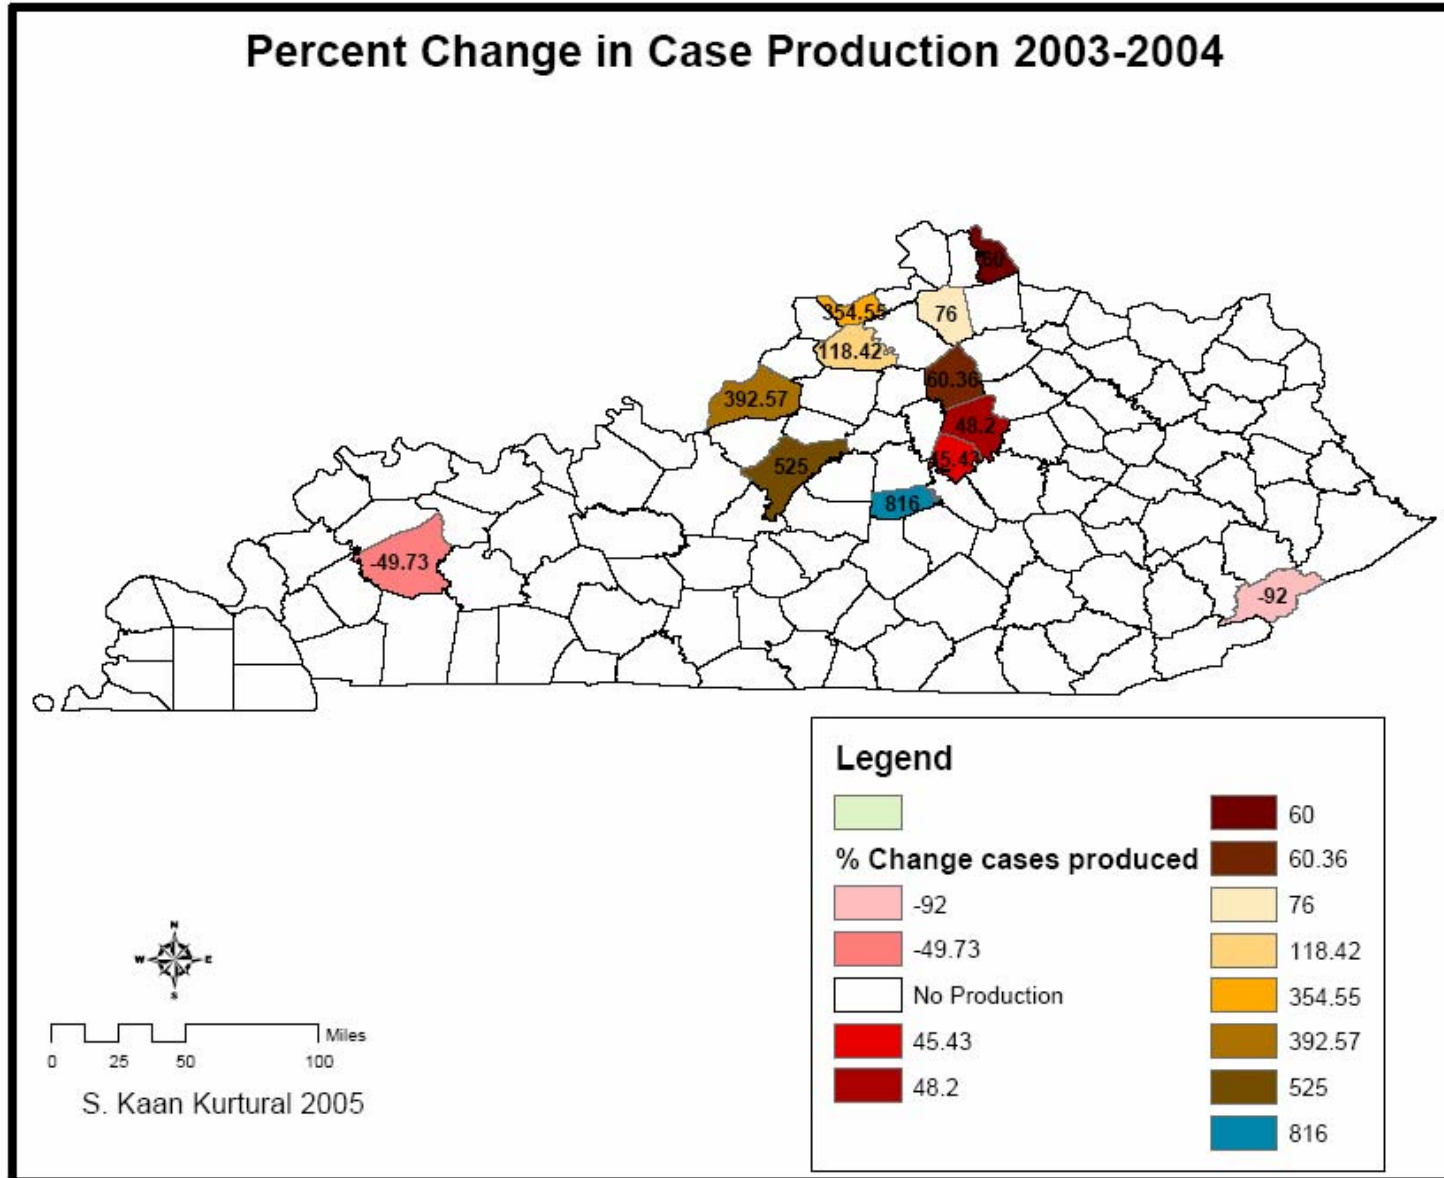 Percent Change in Case Production 2003-2004
60
354.55
76
118.42
60.36
392.57
48.2
45.43
525
816
-49.73
-92
Legend
% Change cases produced
-92
-49.73
No Production
45.43
48.2
60
60.36
76
118.42
354.55
392.57
525
816
N
W E
S
Miles
0 25 50 100
S. Kaan Kurtural 2005